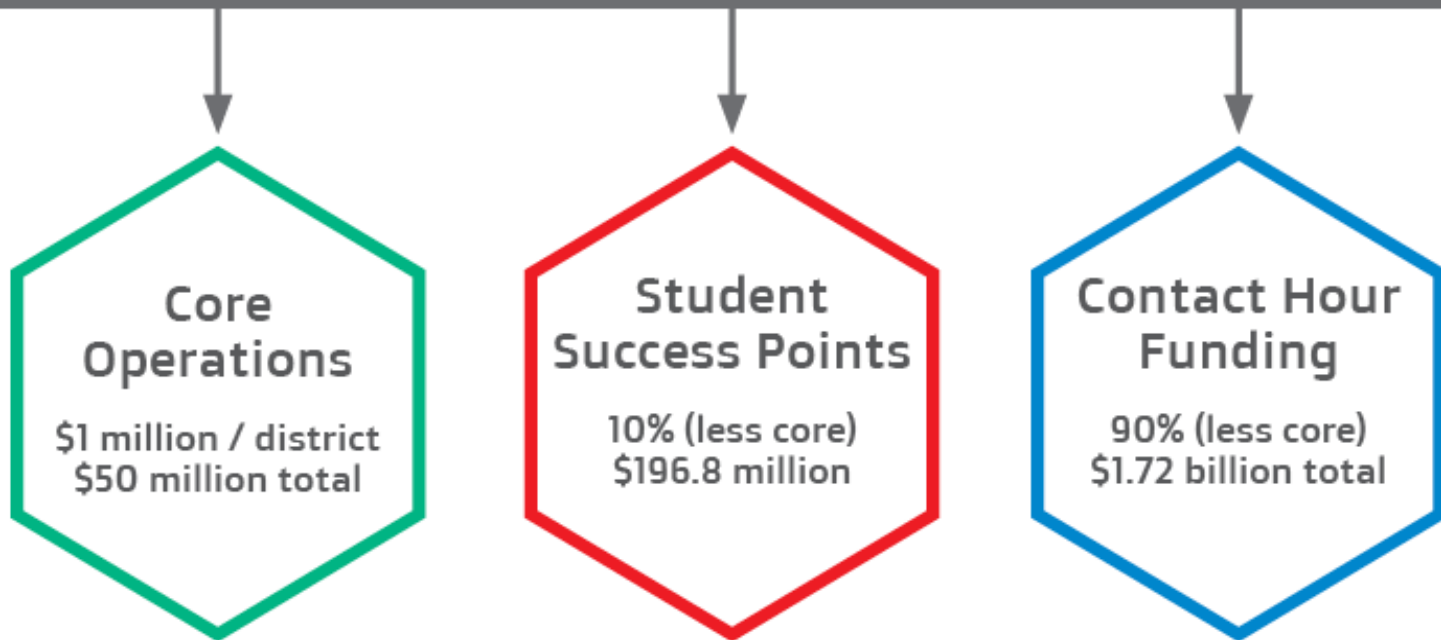 Core
Operations
$1 million / district
$50 million total
Student
Success Points
10% (less core)
$196.8 million
Contact Hour
Funding
90% (less core)
$1.72 billion total